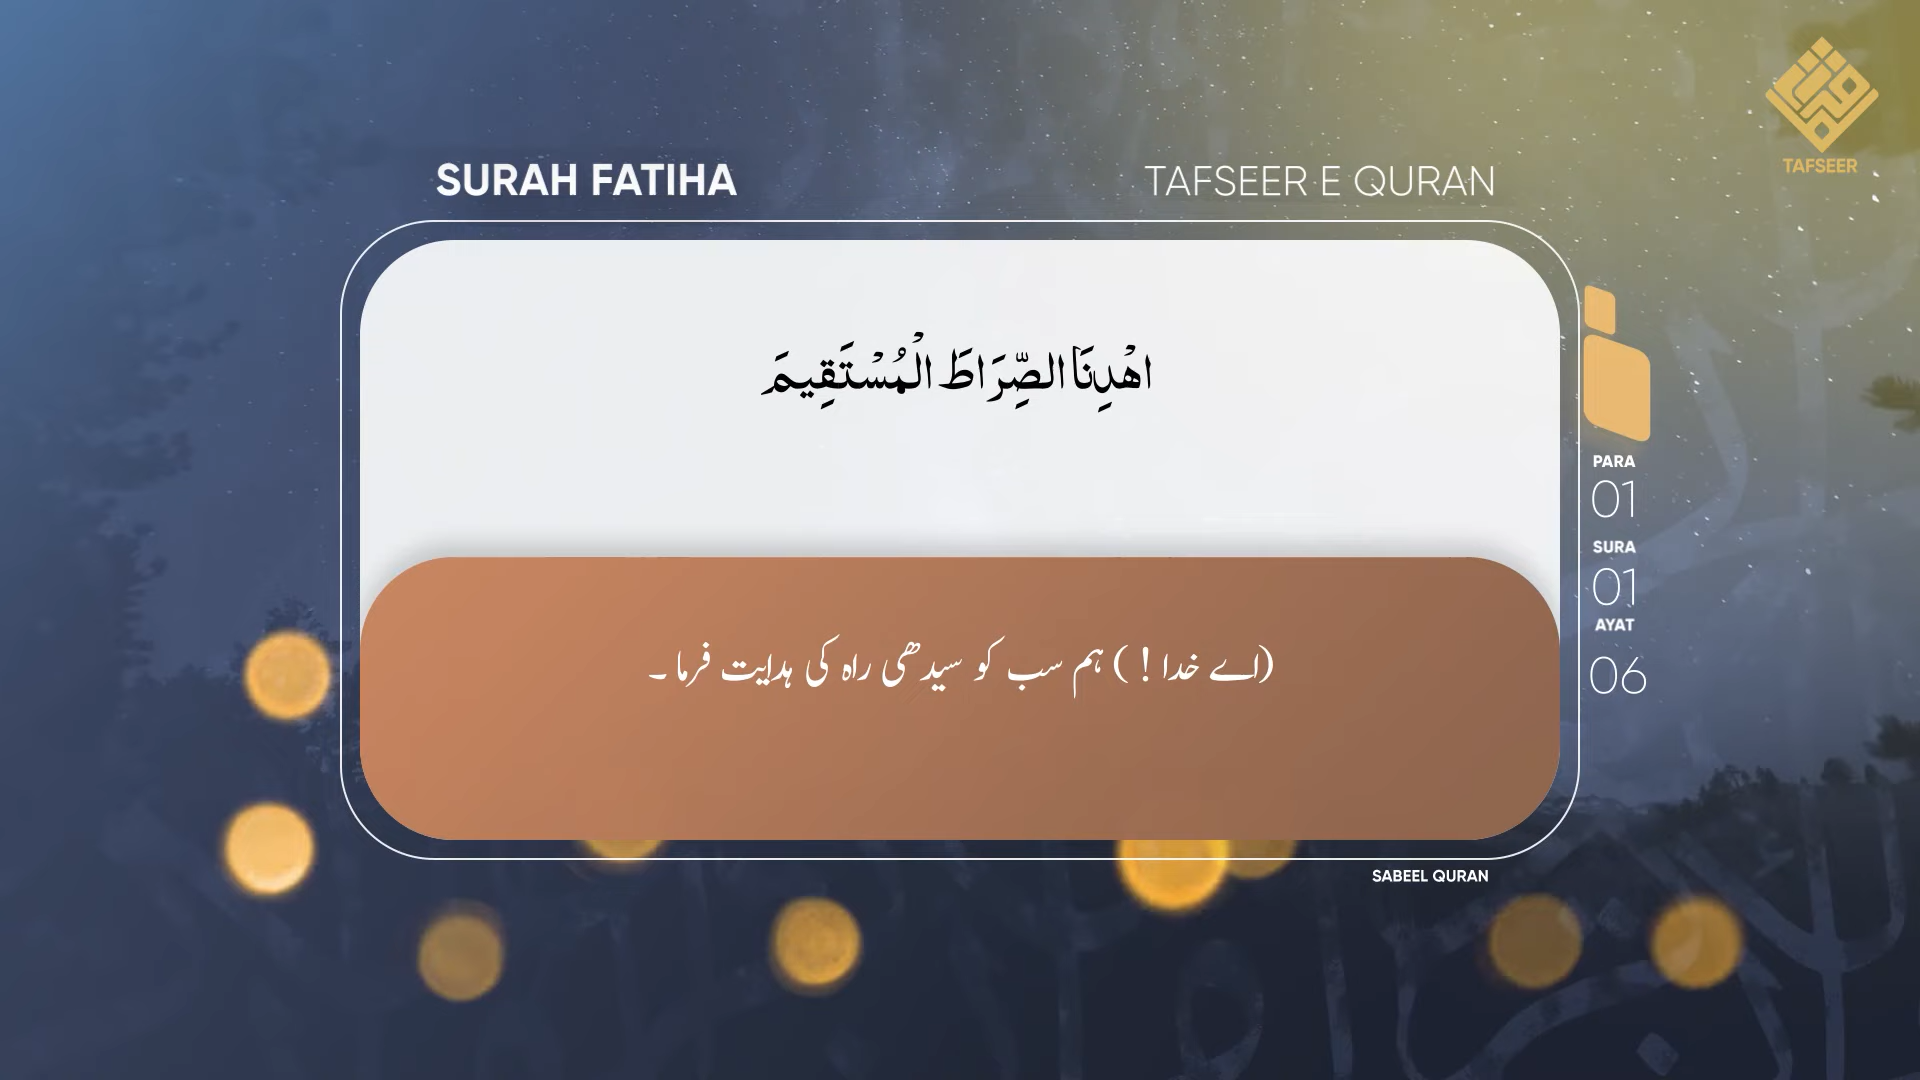 TAFSEER
SURAH FATIHA
TAFSEER E QURAN
اهْدِنَا الصِّرَاطَ الْمُسْتَقِيمَ
(اے خدا ! ) ہم سب کو سیدھی راہ کی ہدایت فرما ۔
PARA
01
SURA
01
AYAT
06
SABEEL QURAN